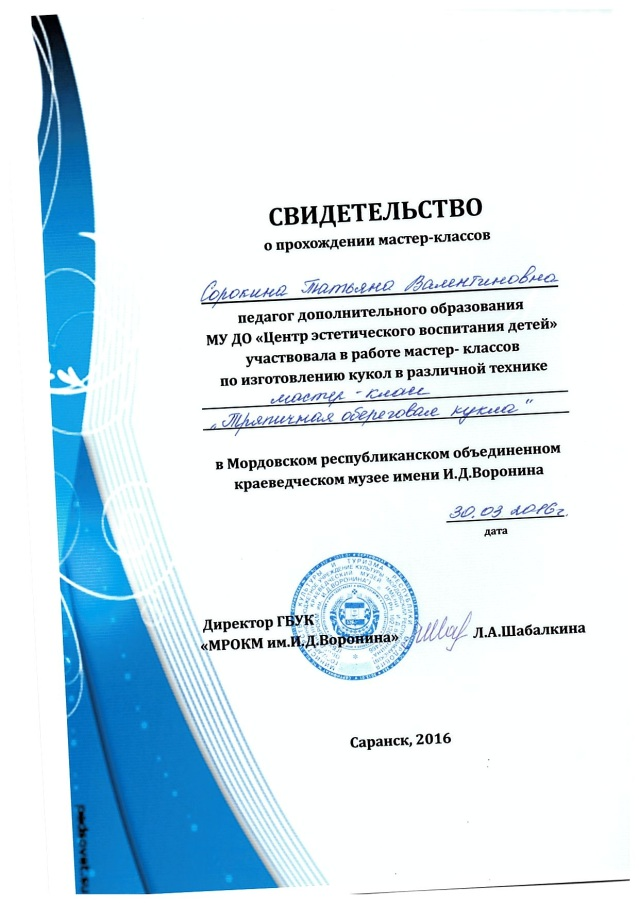 СВИДЕТЕЛЬСТВО
о прохождении мастер-классов
Сорокина Татьяна Валентиновна
педагог дополнительного образования
МУ ДО «Центр эстетического воспитания детей»
участвовала в работе мастер- классов
по изготовлению кукол в различной технике
мастер - класс
„Тряпичная обереговая кукла"
в Мордовском республиканском объединенном
краеведческом музее имени И.Д.Воронина
30.03 2016г.
дата
Директор ГБУК
«МРОКМ им.И.Д.Воронина» Л.А.Шабалкина
Саранск, 2016
pedsovet.su